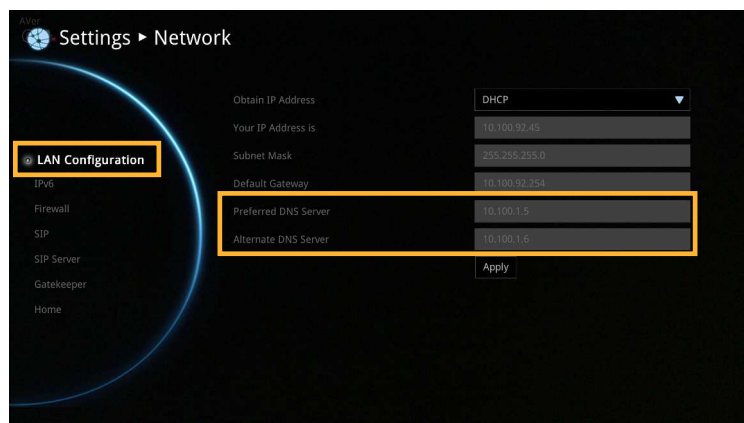 AVer
Settings ▸ Network
Obtain IP Address DHCP
Your IP Address is 10.100.92.45
LAN Configuration
Subnet Mask 255.255.255.0
IPv6
Default Gateway 10.100.92.254
Firewall
Preferred DNS Server 10.100.1.5
SIP
Alternate DNS Server 10.100.1.6
SIP Server
Apply
Gatekeeper
Home